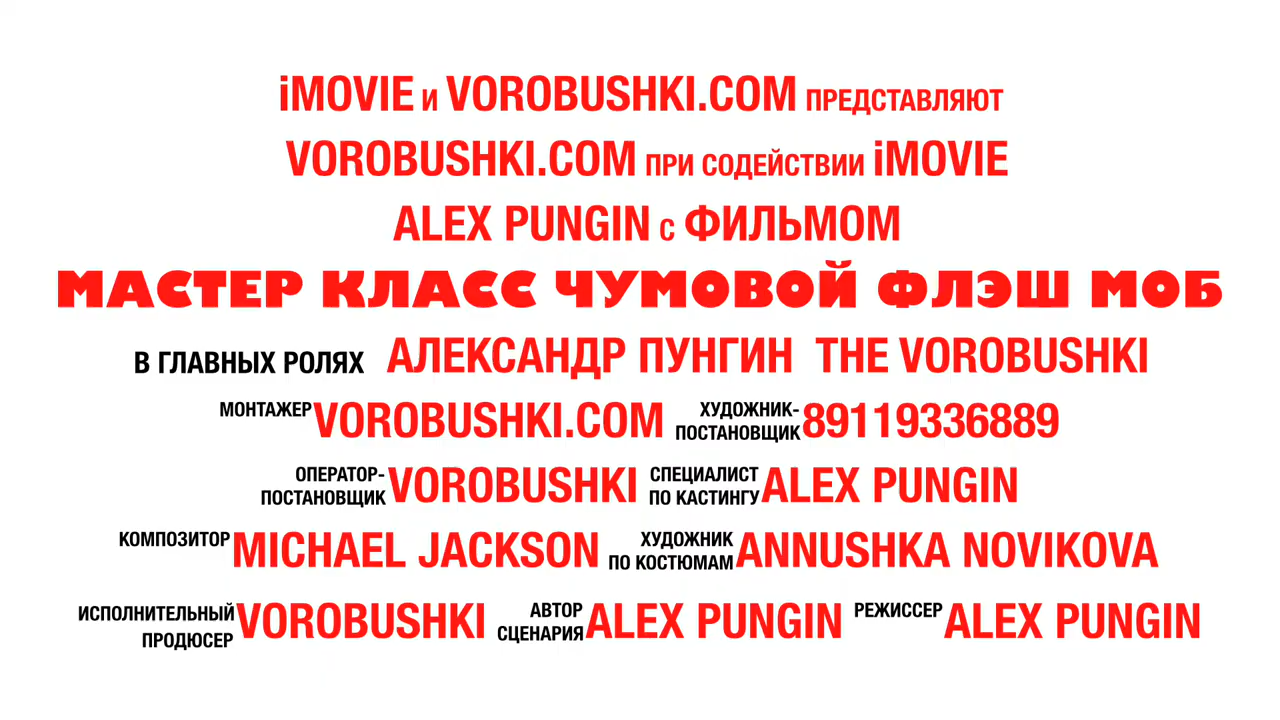 iMOVIE И VOROBUSHKI.COM ПРЕДСТАВЛЯЮТ
VOROBUSHKI.COM ПРИ СОДЕЙСТВИИ iMOVIE
ALEX PUNGIN С ФИЛЬМОМ
МАСТЕР КЛАСС ЧУМОВОЙ ФЛЭШ МОБ
В ГЛАВНЫХ РОЛЯХ АЛЕКСАНДР ПУНГИН THE VOROBUSHKI
МОНТАЖЕР VOROBUSHKI.COM ХУДОЖНИК-ПОСТАНОВЩИК 89119336889
ОПЕРАТОР-ПОСТАНОВЩИК VOROBUSHKI СПЕЦИАЛИСТ ПО КАСТИНГУ ALEX PUNGIN
КОМПОЗИТОР MICHAEL JACKSON ХУДОЖНИК ПО КОСТЮМАМ ANNUSHKA NOVIKOVA
ИСПОЛНИТЕЛЬНЫЙ ПРОДЮСЕР VOROBUSHKI АВТОР СЦЕНАРИЯ ALEX PUNGIN РЕЖИССЕР ALEX PUNGIN